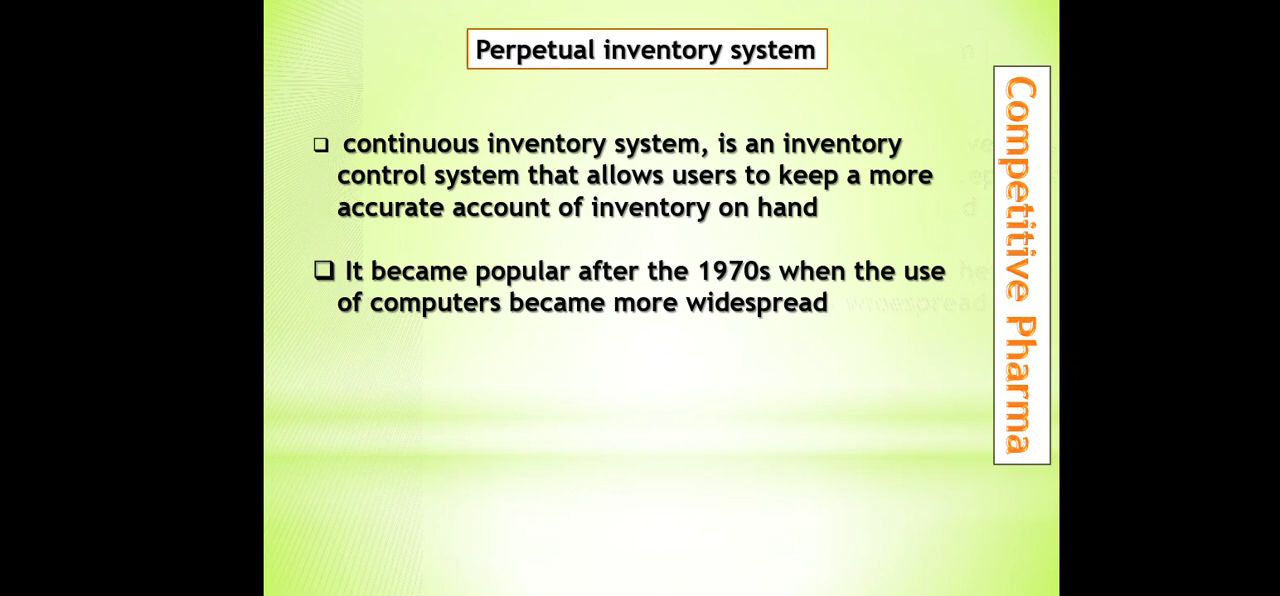 Perpetual inventory system
continuous inventory system, is an inventory
control system that allows users to keep a more
accurate account of inventory on hand
It became popular after the 1970s when the use
of computers became more widespread
Competitive Pharma